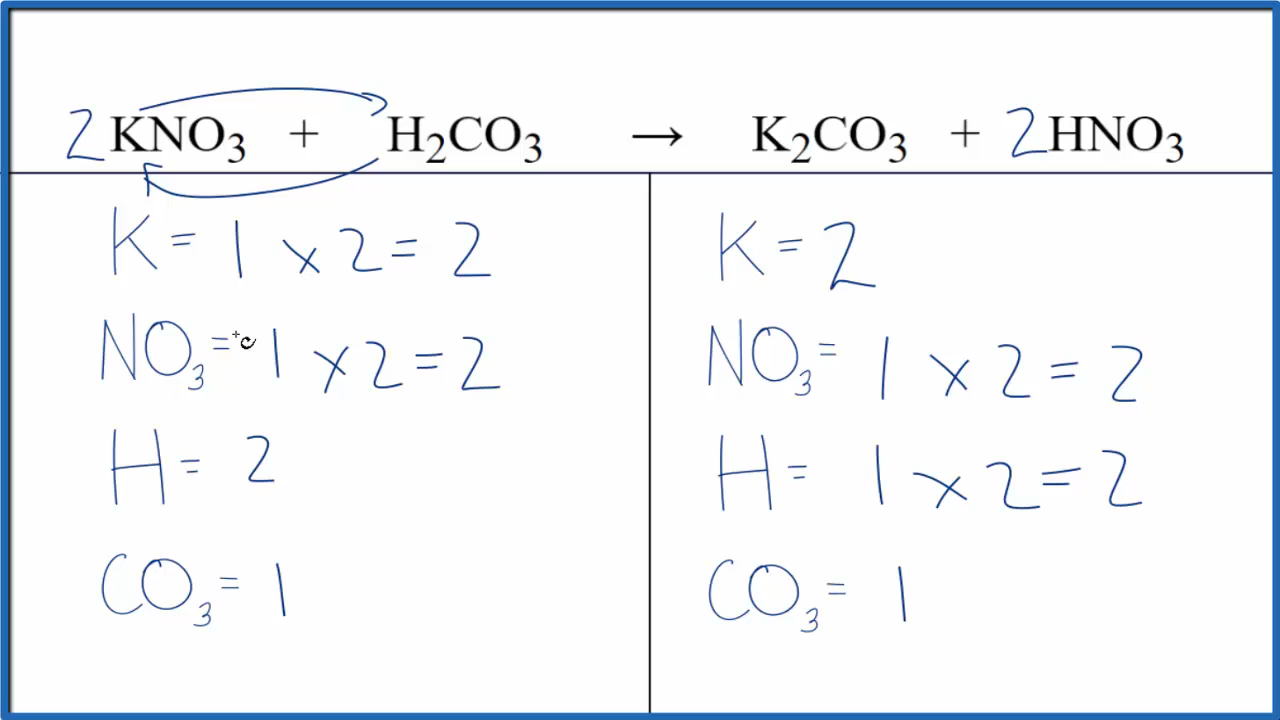 2KNO₃ + H₂CO₃ → K₂CO₃ + 2HNO₃
K = 1 x 2 = 2
NO₃ = 1 x 2 = 2
H = 2
CO₃ = 1
K = 2
NO₃ = 1 x 2 = 2
H = 1 x 2 = 2
CO₃ = 1